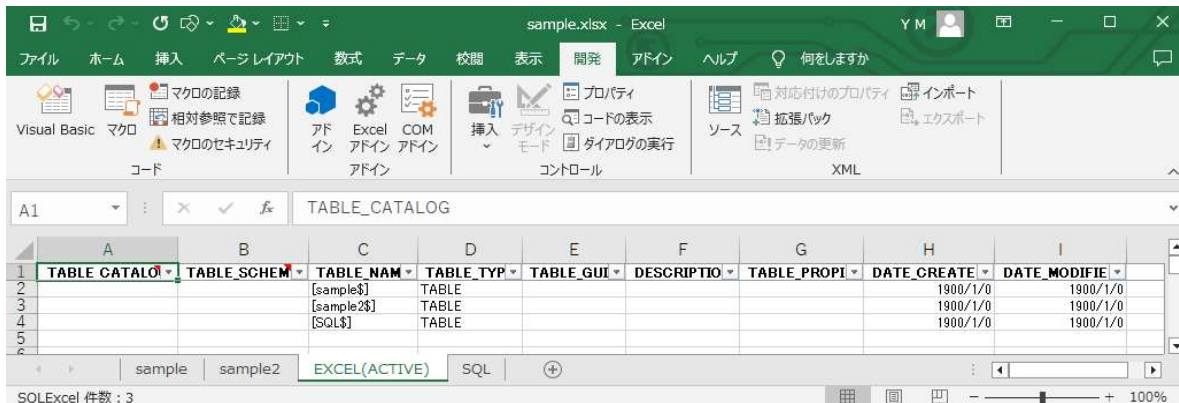 sample.xlsx - Excel
Y M
ファイル ホーム 挿入 ページ レイアウト 数式 データ 校閲 表示 開発 アドイン ヘルプ 何をしますか
Visual Basic
マクロ
マクロの記録
相対参照で記録
マクロのセキュリティ
コード
アド
イン
Excel
アドイン
COM
アドイン
アドイン
挿入
デザイン
モード
プロパティ
コードの表示
ダイアログの実行
コントロール
ソース
対応付けのプロパティ
拡張パック
データの更新
インポート
エクスポート
XML
A1 fx TABLE_CATALOG
A B C D E F G H I
1 TABLE_CATALO TABLE_SCHEM TABLE_NAM TABLE_TYP TABLE_GUI DESCRIPTIO TABLE_PROPI DATE_CREATE DATE_MODIFIE
2 [sample$] TABLE 1900/1/0 1900/1/0
3 [sample2$] TABLE 1900/1/0 1900/1/0
4 [SQL$] TABLE 1900/1/0 1900/1/0
5
sample sample2 EXCEL(ACTIVE) SQL
SQLExcel 件数 : 3 100%